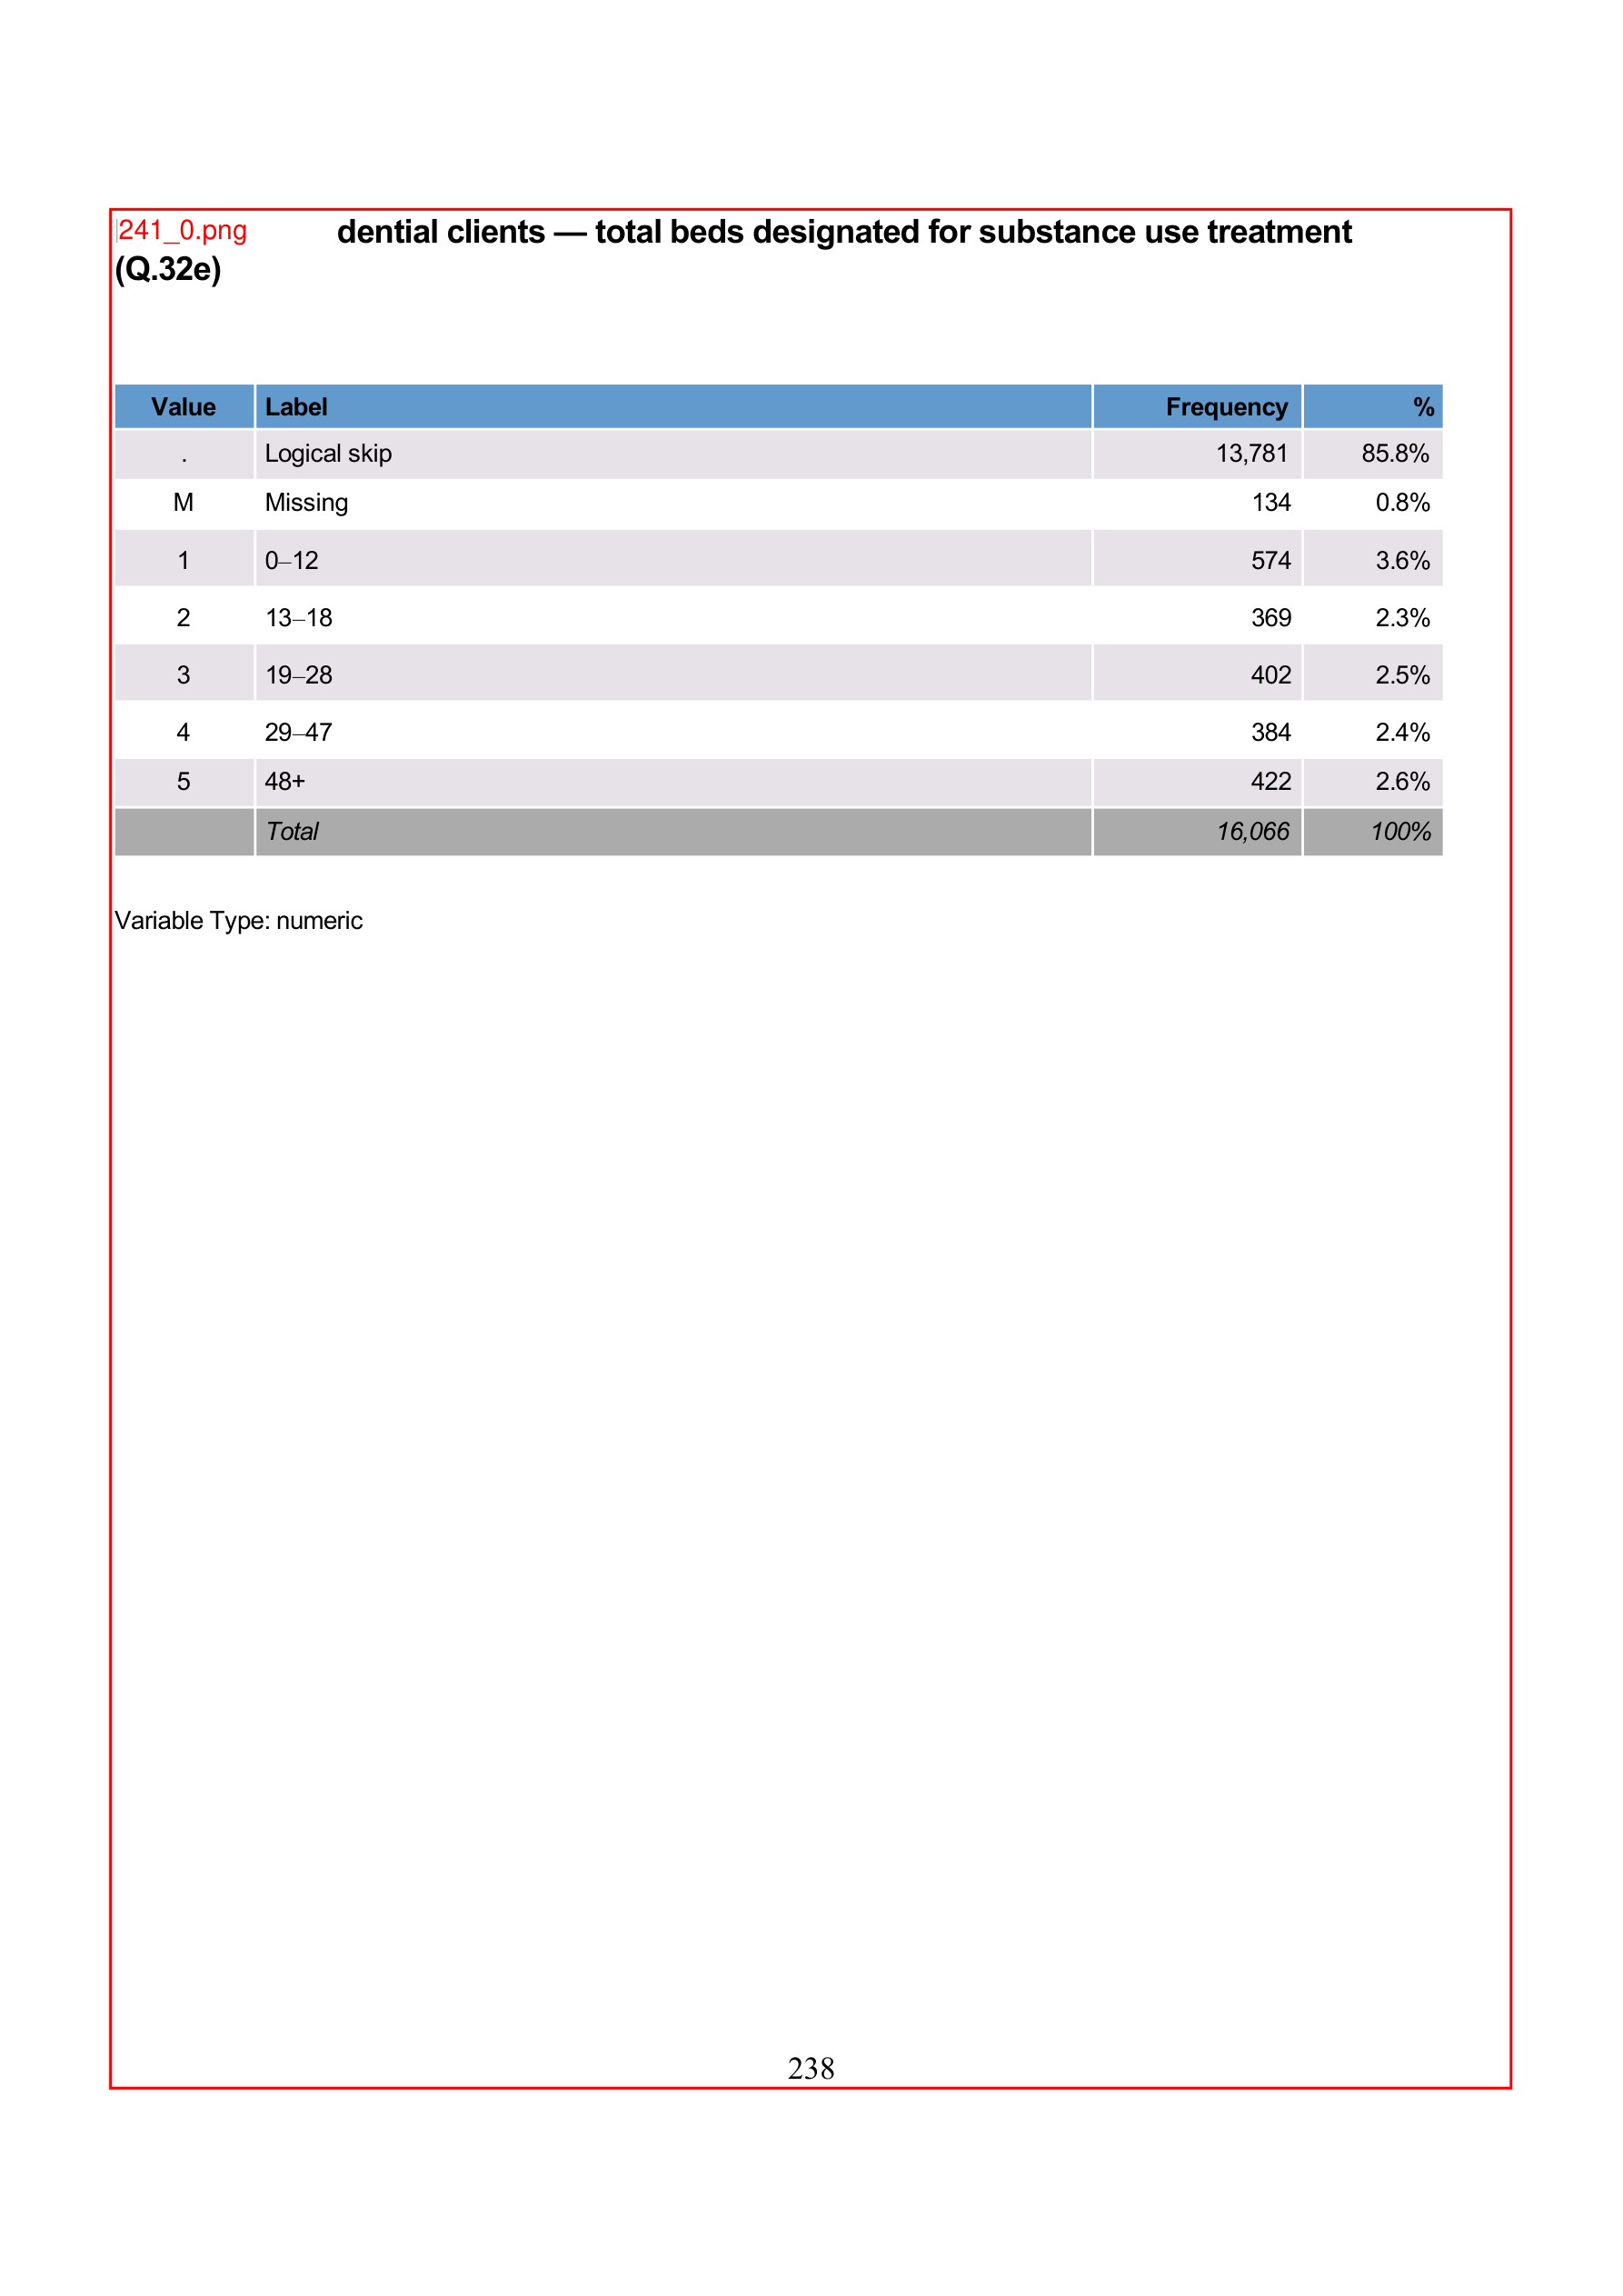 241_0.png dential clients — total beds designated for substance use treatment
(Q.32e)
Value Label Frequency %
. Logical skip 13,781 85.8%
M Missing 134 0.8%
1 0–12 574 3.6%
2 13–18 369 2.3%
3 19–28 402 2.5%
4 29–47 384 2.4%
5 48+ 422 2.6%
Total 16,066 100%
Variable Type: numeric
238